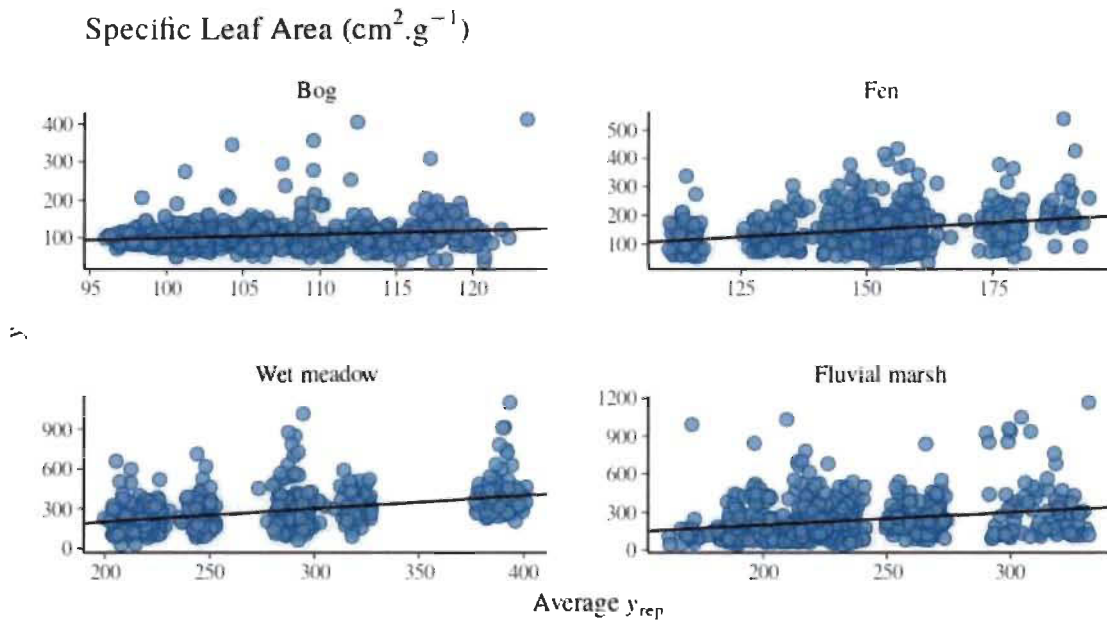 Specific Leaf Area (cm².g⁻¹)
Bog
400
300
200
100
95 100 105 110 115 120
Fen
500
400
300
200
100
125 150 175
y
Wet meadow
900
600
300
0
200 250 300 350 400
Fluvial marsh
1200
900
600
300
0
200 250 300
Average y_rep